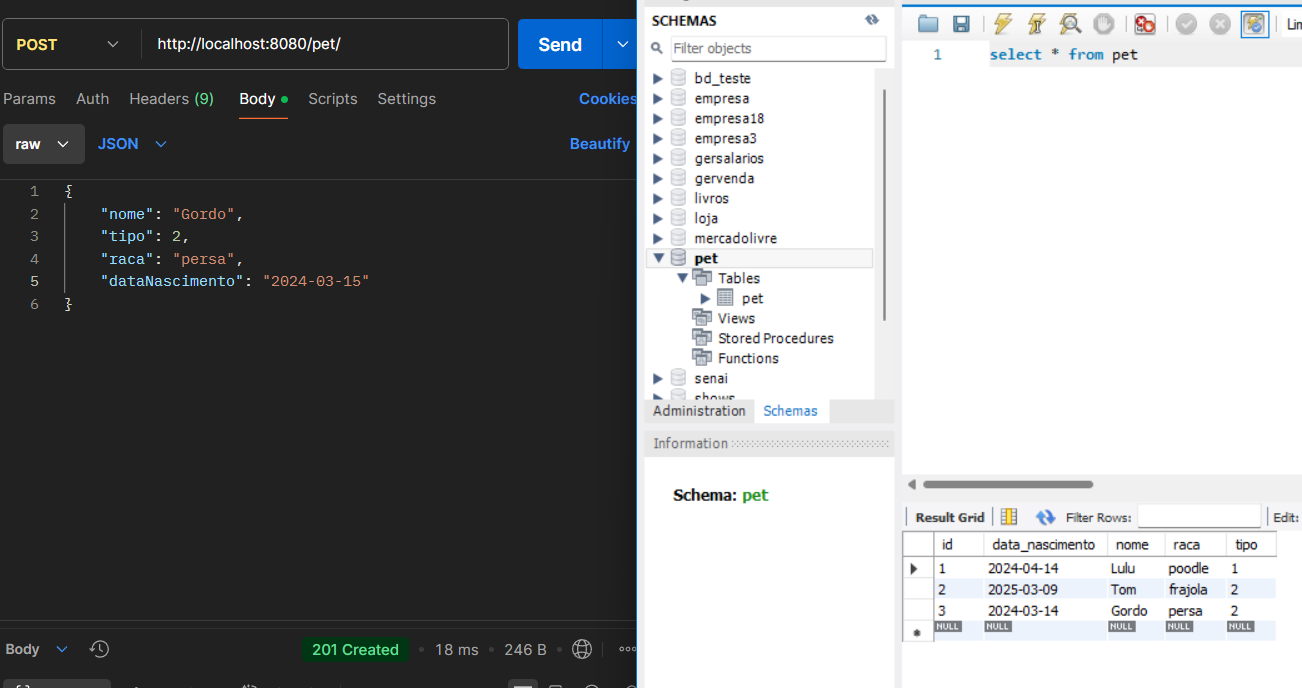 POST
http://localhost:8080/pet/
Send
Params Auth Headers (9) Body Scripts Settings Cookies
raw JSON Beautify
1 {
2 "nome": "Gordo",
3 "tipo": 2,
4 "raca": "persa",
5 "dataNascimento": "2024-03-15"
6 }
Body 201 Created 18 ms 246 B
SCHEMAS
Filter objects
bd_teste
empresa
empresa18
empresa3
gersalarios
gervenda
livros
loja
mercadolivre
pet
Tables
pet
Views
Stored Procedures
Functions
senai
shows
Administration Schemas
Information
Schema: pet
1 select * from pet
Result Grid Filter Rows: Edit:
id data_nascimento nome raca tipo
1 2024-04-14 Lulu poodle 1
2 2025-03-09 Tom frajola 2
3 2024-03-14 Gordo persa 2
NULL NULL NULL NULL NULL